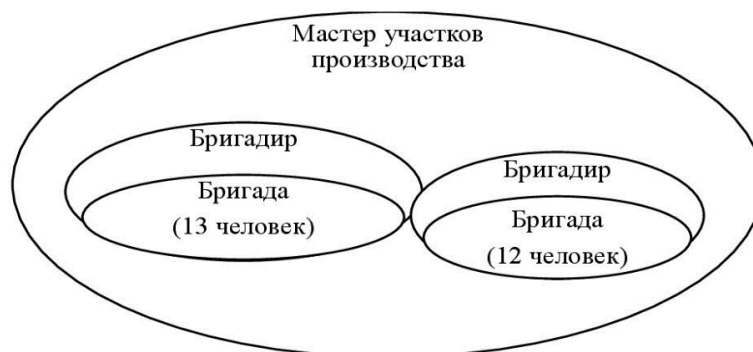 Мастер участков
производства
Бригадир
Бригада
(13 человек)
Бригадир
Бригада
(12 человек)